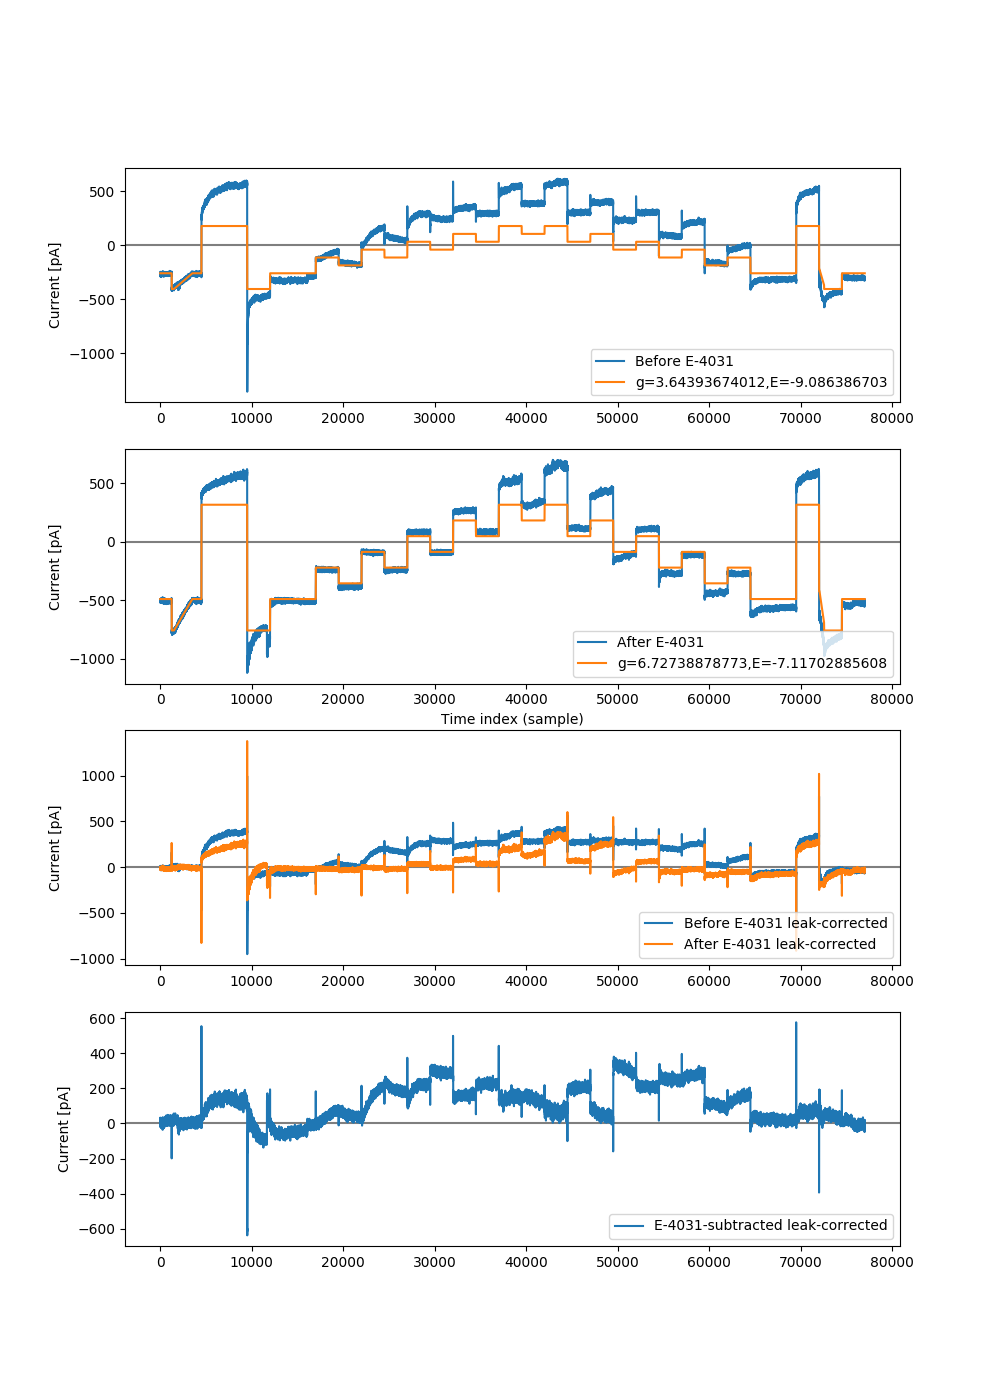 500
0
−500
−1000
Current [pA]
Before E-4031
g=3.64393674012,E=-9.086386703
0 10000 20000 30000 40000 50000 60000 70000 80000
500
0
−500
−1000
Current [pA]
After E-4031
g=6.72738878773,E=-7.11702885608
0 10000 20000 30000 40000 50000 60000 70000 80000
Time index (sample)
1000
500
0
−500
−1000
Current [pA]
Before E-4031 leak-corrected
After E-4031 leak-corrected
0 10000 20000 30000 40000 50000 60000 70000 80000
600
400
200
0
−200
−400
−600
Current [pA]
E-4031-subtracted leak-corrected
0 10000 20000 30000 40000 50000 60000 70000 80000